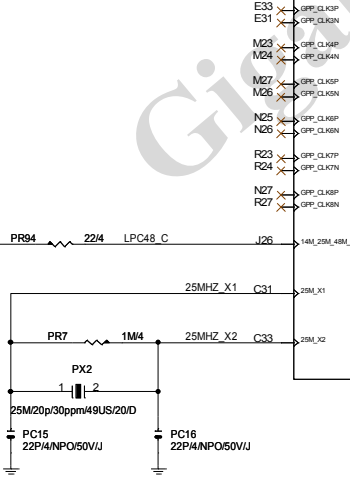 E33 GPP_CLK3P
E31 GPP_CLK3N
M23 GPP_CLK4P
M24 GPP_CLK4N
M27 GPP_CLK5P
M26 GPP_CLK5N
N25 GPP_CLK6P
N26 GPP_CLK6N
R23 GPP_CLK7P
R24 GPP_CLK7N
N27 GPP_CLK8P
R27 GPP_CLK8N
PR94 22/4 LPC48_C J26 14M_25M_48M_
25MHZ_X1 C31 25M_X1
PR7 1M/4 25MHZ_X2 C33 25M_X2
PX2
1 2
25M/20p/30ppm/49US/20/D
PC15 PC16
22P/4/NPO/50V/J 22P/4/NPO/50V/J
Giga